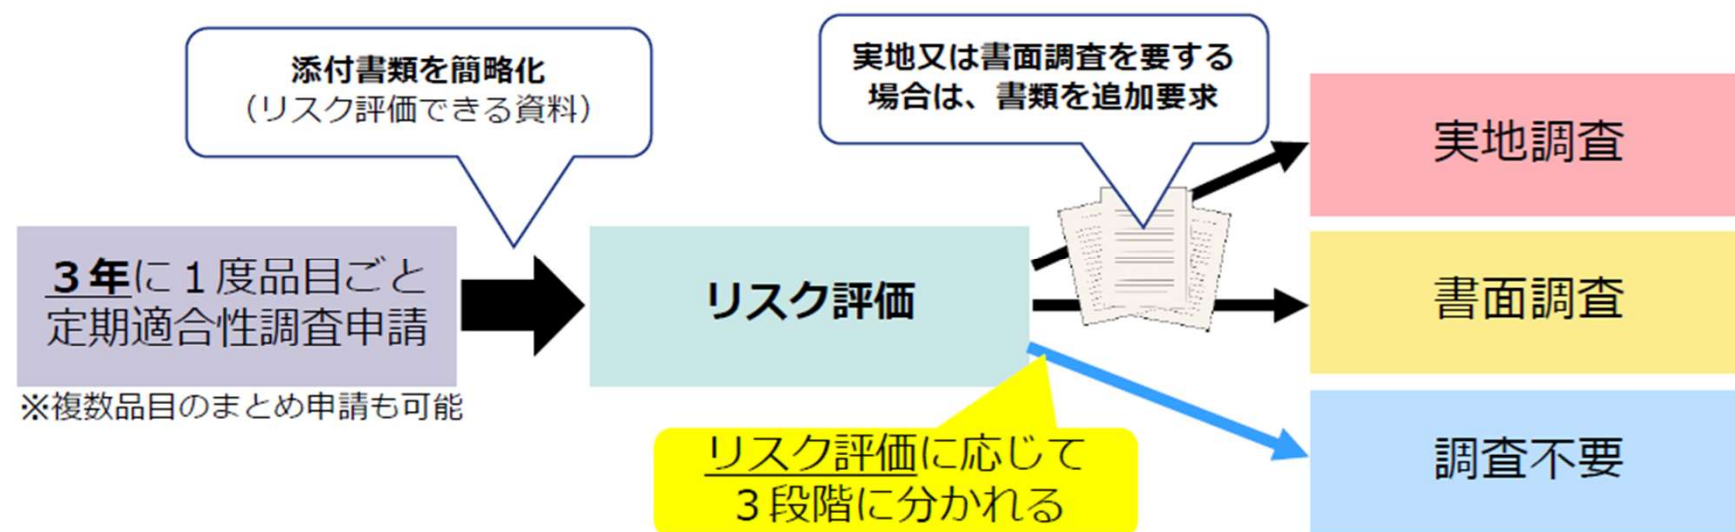 添付書類を簡略化
（リスク評価できる資料）
実地又は書面調査を要する
場合は、書類を追加要求
３年に１度品目ごと
定期適合性調査申請
※複数品目のまとめ申請も可能
リスク評価
リスク評価に応じて
３段階に分かれる
実地調査
書面調査
調査不要